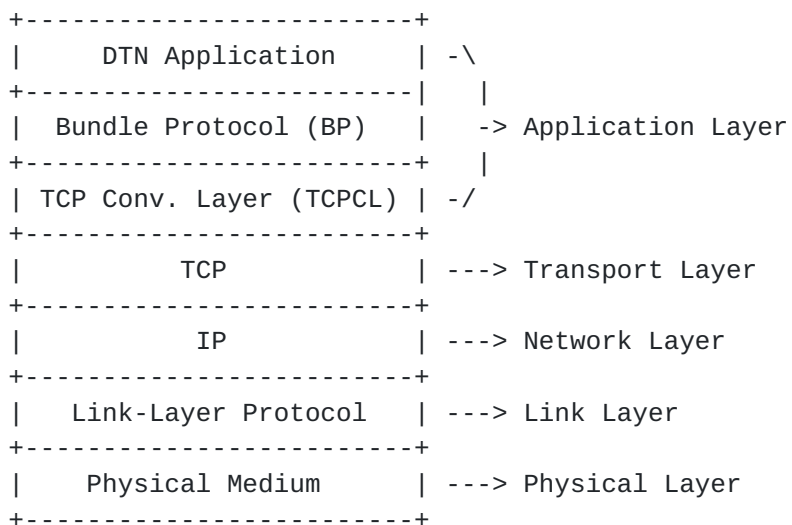 +-------------------------+
|     DTN Application     | -\
+-------------------------|   |
|  Bundle Protocol (BP)   |   -> Application Layer
+-------------------------+   |
| TCP Conv. Layer (TCPCL) | -/
+-------------------------+
|          TCP            | ---> Transport Layer
+-------------------------+
|           IP            | ---> Network Layer
+-------------------------+
|   Link-Layer Protocol   | ---> Link Layer
+-------------------------+
|    Physical Medium      | ---> Physical Layer
+-------------------------+